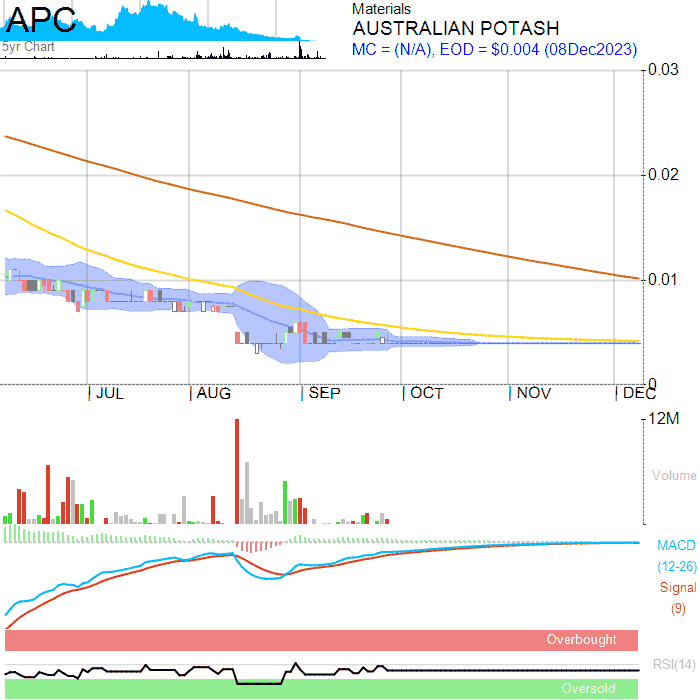 APC
5yr Chart
Materials
AUSTRALIAN POTASH
MC = (N/A), EOD = $0.004 (08Dec2023)
0.03
0.02
0.01
0
JUL AUG SEP OCT NOV DEC
12M
Volume
MACD
(12-26)
Signal
(9)
Overbought
RSI(14)
Oversold